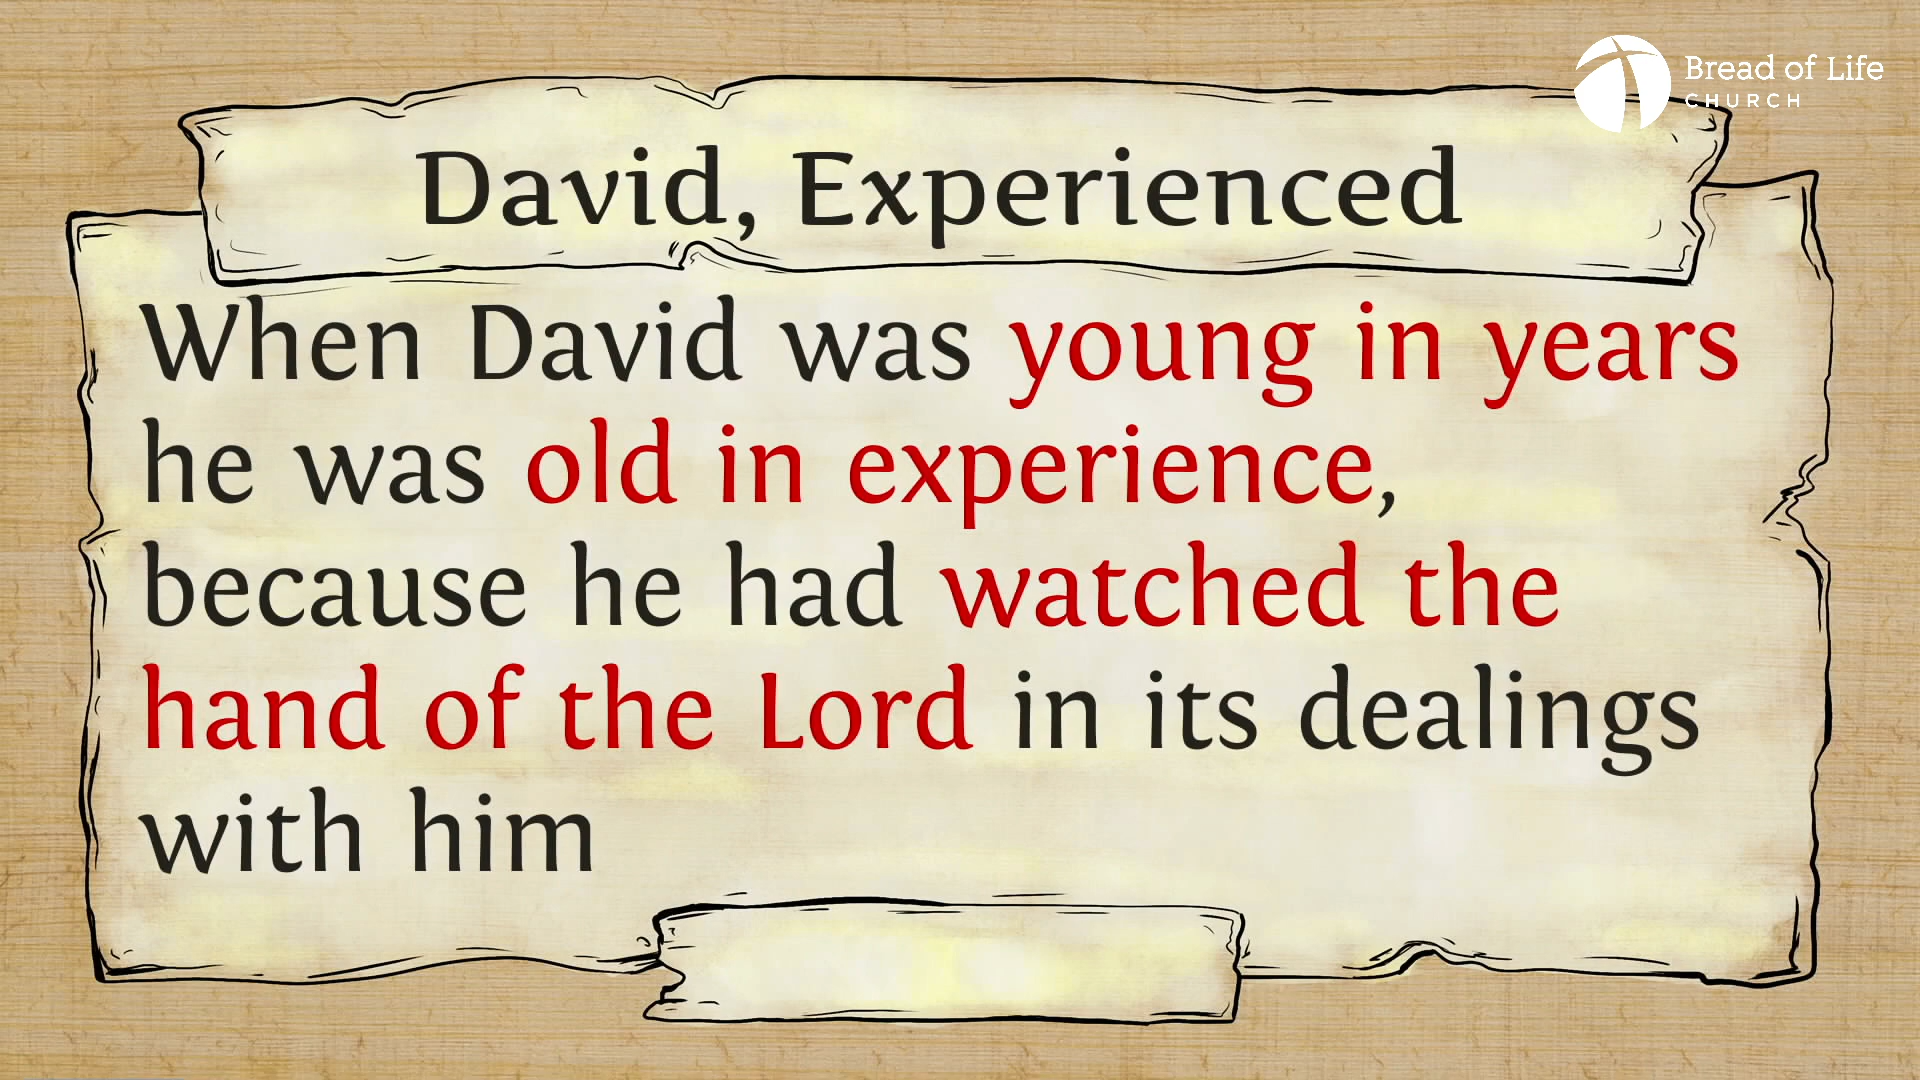 Bread of Life
CHURCH
David, Experienced
When David was young in years
he was old in experience,
because he had watched the
hand of the Lord in its dealings
with him